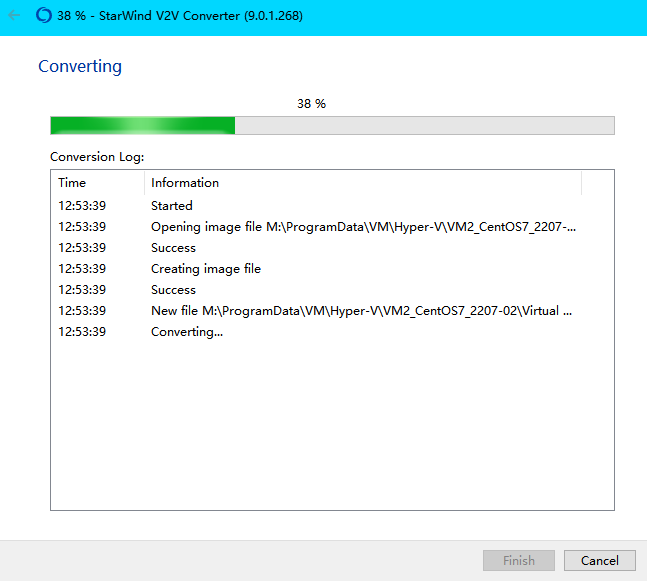 38 % - StarWind V2V Converter (9.0.1.268)
Converting
38 %
Conversion Log:
Time Information
12:53:39 Started
12:53:39 Opening image file M:\ProgramData\VM\Hyper-V\VM2_CentOS7_2207-...
12:53:39 Success
12:53:39 Creating image file
12:53:39 Success
12:53:39 New file M:\ProgramData\VM\Hyper-V\VM2_CentOS7_2207-02\Virtual ...
12:53:39 Converting...
Finish Cancel